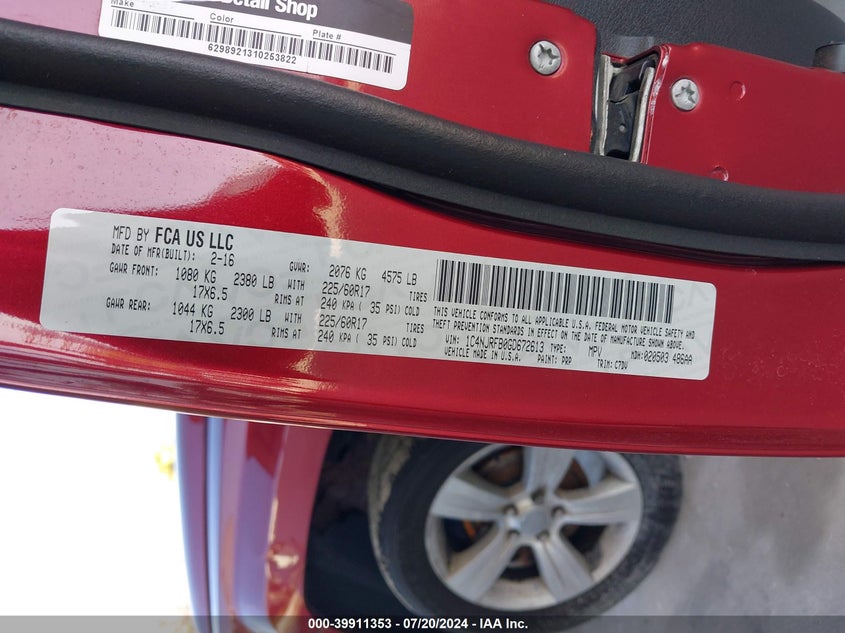 Detail Shop
Make
Color
Plate #
6298921310253822
MFD BY FCA US LLC
DATE OF MFR(BUILT): 2-16 GVWR: 2076 KG 4575 LB
GAWR FRONT: 1080 KG 2380 LB WITH 225/60R17 TIRES
17X6.5 RIMS AT 240 KPA ( 35 PSI) COLD
GAWR REAR: 1044 KG 2300 LB WITH 225/60R17 TIRES
17X6.5 RIMS AT 240 KPA ( 35 PSI) COLD
THIS VEHICLE CONFORMS TO ALL APPLICABLE U.S.A. FEDERAL MOTOR VEHICLE SAFETY AND
THEFT PREVENTION STANDARDS IN EFFECT ON THE DATE OF MANUFACTURE SHOWN ABOVE.
VIN: 1C4NJRFB0GD672613 TYPE: MPV MDH: 020503 486AA
VEHICLE MADE IN U.S.A. PAINT: PRP TRIM: C7DV
000-39911353 - 07/20/2024 - IAA Inc.